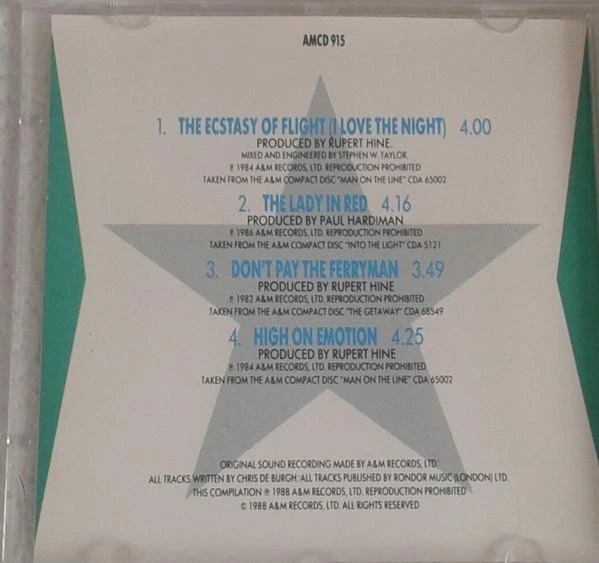 AMCD 915
1. THE ECSTASY OF FLIGHT (I LOVE THE NIGHT) 4.00
PRODUCED BY RUPERT HINE.
MIXED AND ENGINEERED BY STEPHEN W. TAYLOR.
℗ 1984 A&M RECORDS, LTD. REPRODUCTION PROHIBITED
TAKEN FROM THE A&M COMPACT DISC "MAN ON THE LINE" CDA 65002
2. THE LADY IN RED 4.16
PRODUCED BY PAUL HARDIMAN
℗ 1986 A&M RECORDS, LTD. REPRODUCTION PROHIBITED
TAKEN FROM THE A&M COMPACT DISC "INTO THE LIGHT" CDA 5121
3. DON'T PAY THE FERRYMAN 3.49
PRODUCED BY RUPERT HINE
℗ 1982 A&M RECORDS, LTD. REPRODUCTION PROHIBITED
TAKEN FROM THE A&M COMPACT DISC "THE GETAWAY" CDA 68549
4. HIGH ON EMOTION 4.25
PRODUCED BY RUPERT HINE
℗ 1984 A&M RECORDS, LTD. REPRODUCTION PROHIBITED
TAKEN FROM THE A&M COMPACT DISC "MAN ON THE LINE" CDA 65002
ORIGINAL SOUND RECORDING MADE BY A&M RECORDS, LTD.
ALL TRACKS WRITTEN BY CHRIS DE BURGH. ALL TRACKS PUBLISHED BY RONDOR MUSIC (LONDON) LTD.
THIS COMPILATION ℗ 1988 A&M RECORDS, LTD. REPRODUCTION PROHIBITED
© 1988 A&M RECORDS, LTD. ALL RIGHTS RESERVED